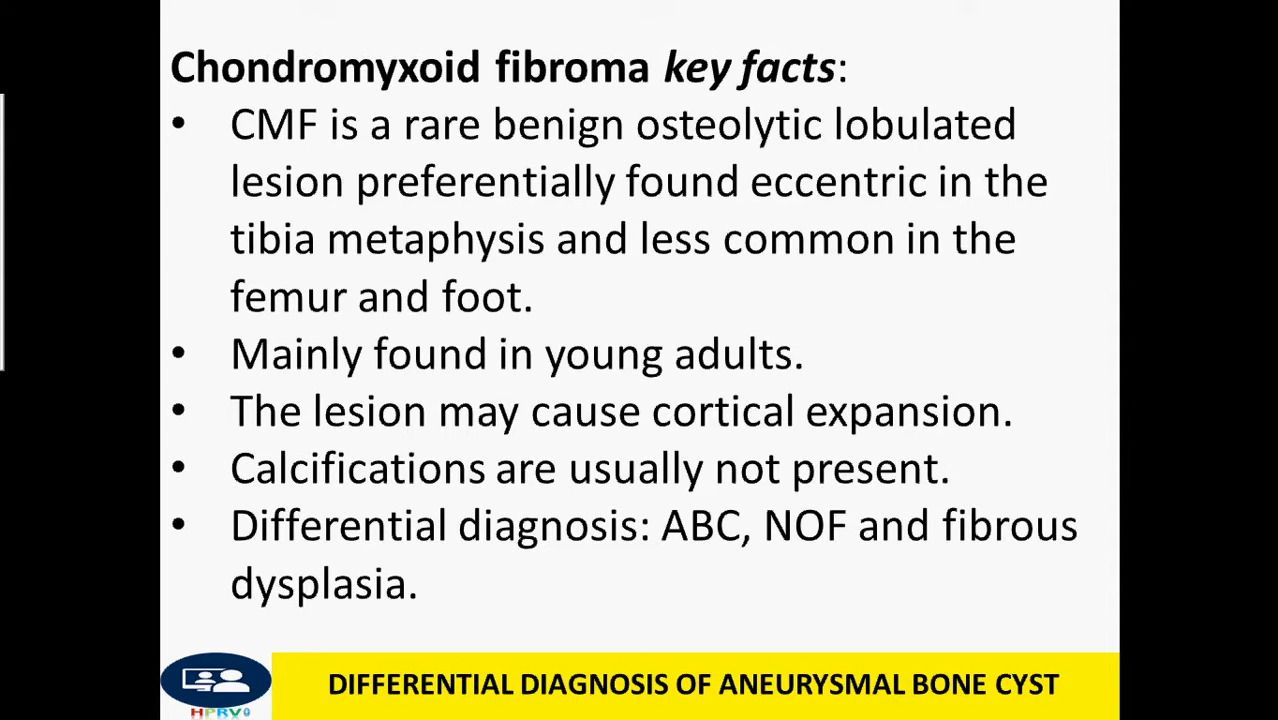 Chondromyxoid fibroma key facts:
• CMF is a rare benign osteolytic lobulated
lesion preferentially found eccentric in the
tibia metaphysis and less common in the
femur and foot.
• Mainly found in young adults.
• The lesion may cause cortical expansion.
• Calcifications are usually not present.
• Differential diagnosis: ABC, NOF and fibrous
dysplasia.
DIFFERENTIAL DIAGNOSIS OF ANEURYSMAL BONE CYST